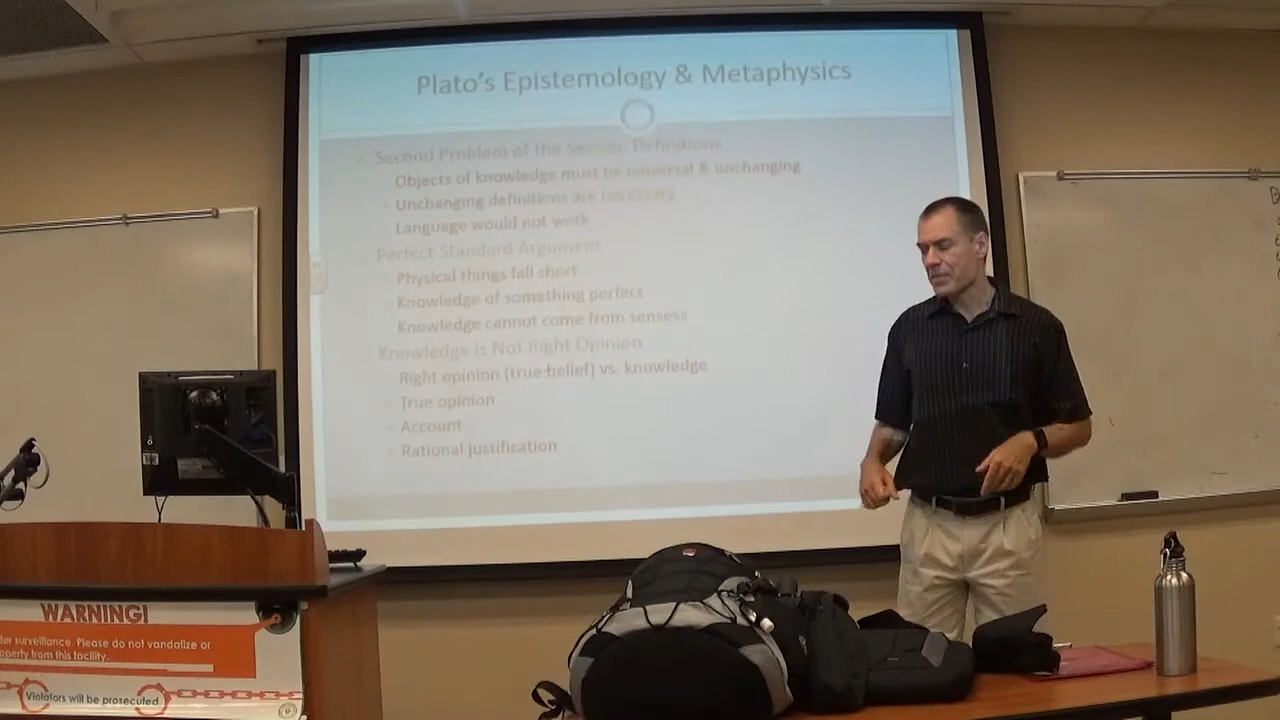 Plato's Epistemology & Metaphysics
Second Problem of the Senses: Definitions
Objects of knowledge must be universal & unchanging
Unchanging definitions are necessary
Language would not work
Perfect Standard Argument
Physical things fall short
Knowledge of something perfect
Knowledge cannot come from sensess
Knowledge is Not Right Opinion
Right opinion (true belief) vs. knowledge
True opinion
Account
Rational justification
WARNING!
surveillance. Please do not vandalize or
from this facility.
Violators will be prosecuted